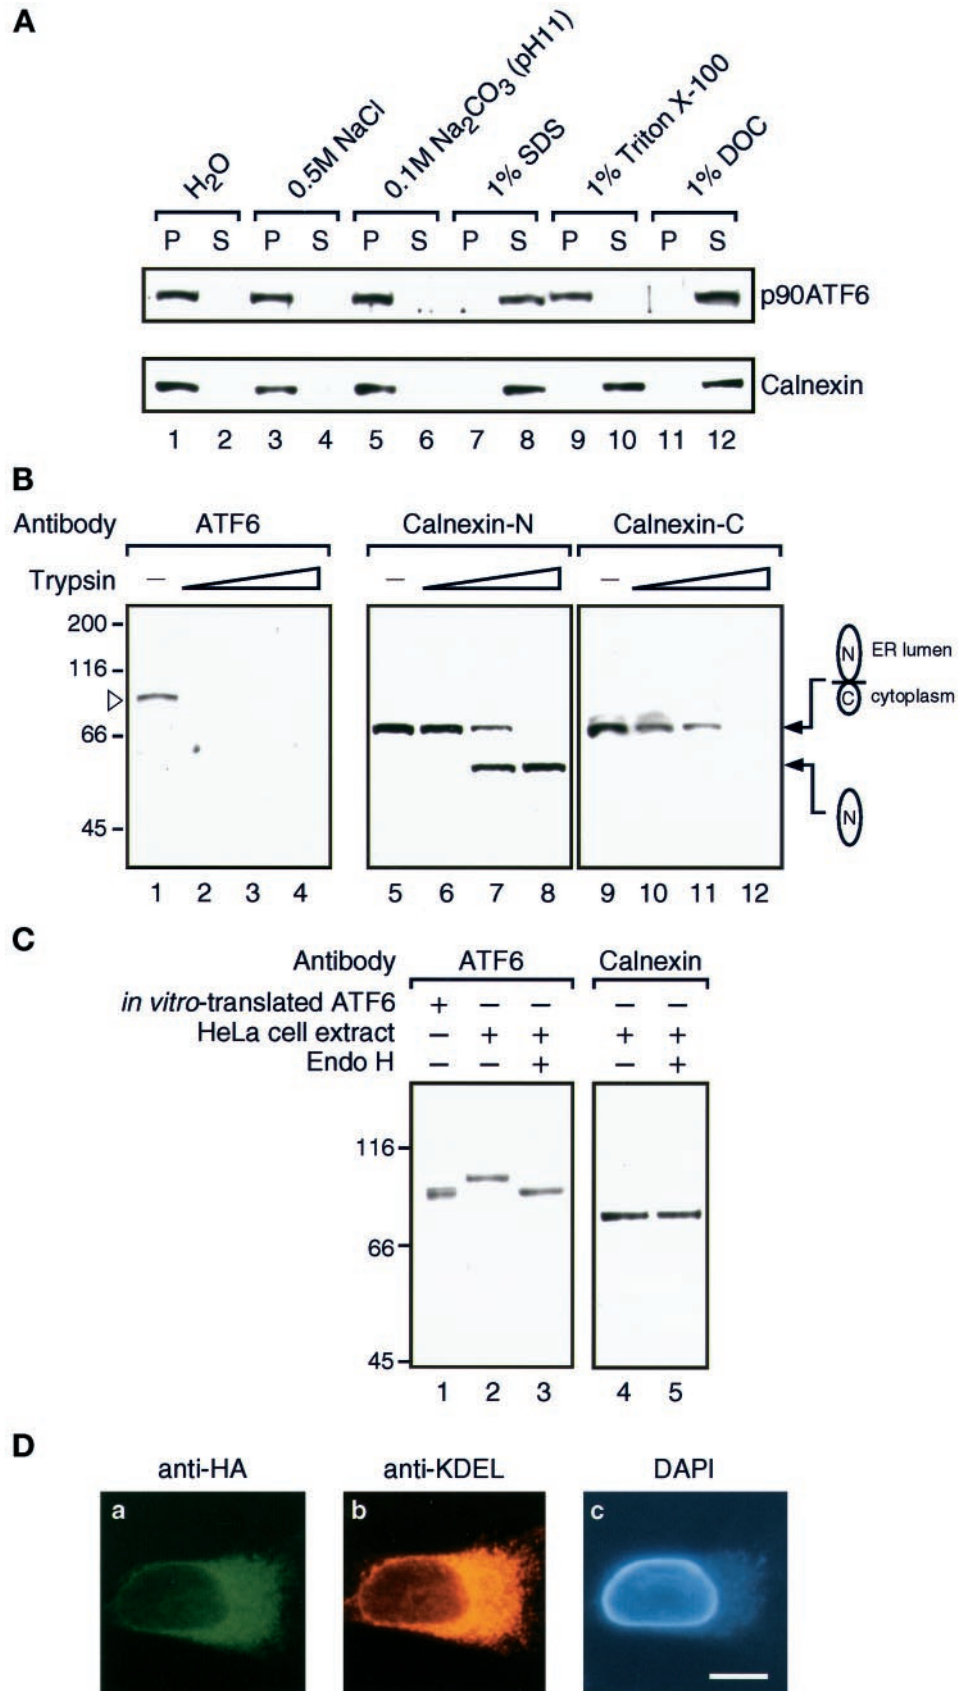 A
H₂O
0.5M NaCl
0.1M Na₂CO₃ (pH11)
1% SDS
1% Triton X-100
1% DOC
P S P S P S P S P S P S
p90ATF6
Calnexin
1 2 3 4 5 6 7 8 9 10 11 12
B
Antibody ATF6 Calnexin-N Calnexin-C
Trypsin – – –
200
116
66
45
N ER lumen
C cytoplasm
N
1 2 3 4 5 6 7 8 9 10 11 12
C
Antibody ATF6 Calnexin
in vitro-translated ATF6 + – – – –
HeLa cell extract – + + + +
Endo H – – + – +
116
66
45
1 2 3 4 5
D
anti-HA anti-KDEL DAPI
a b c